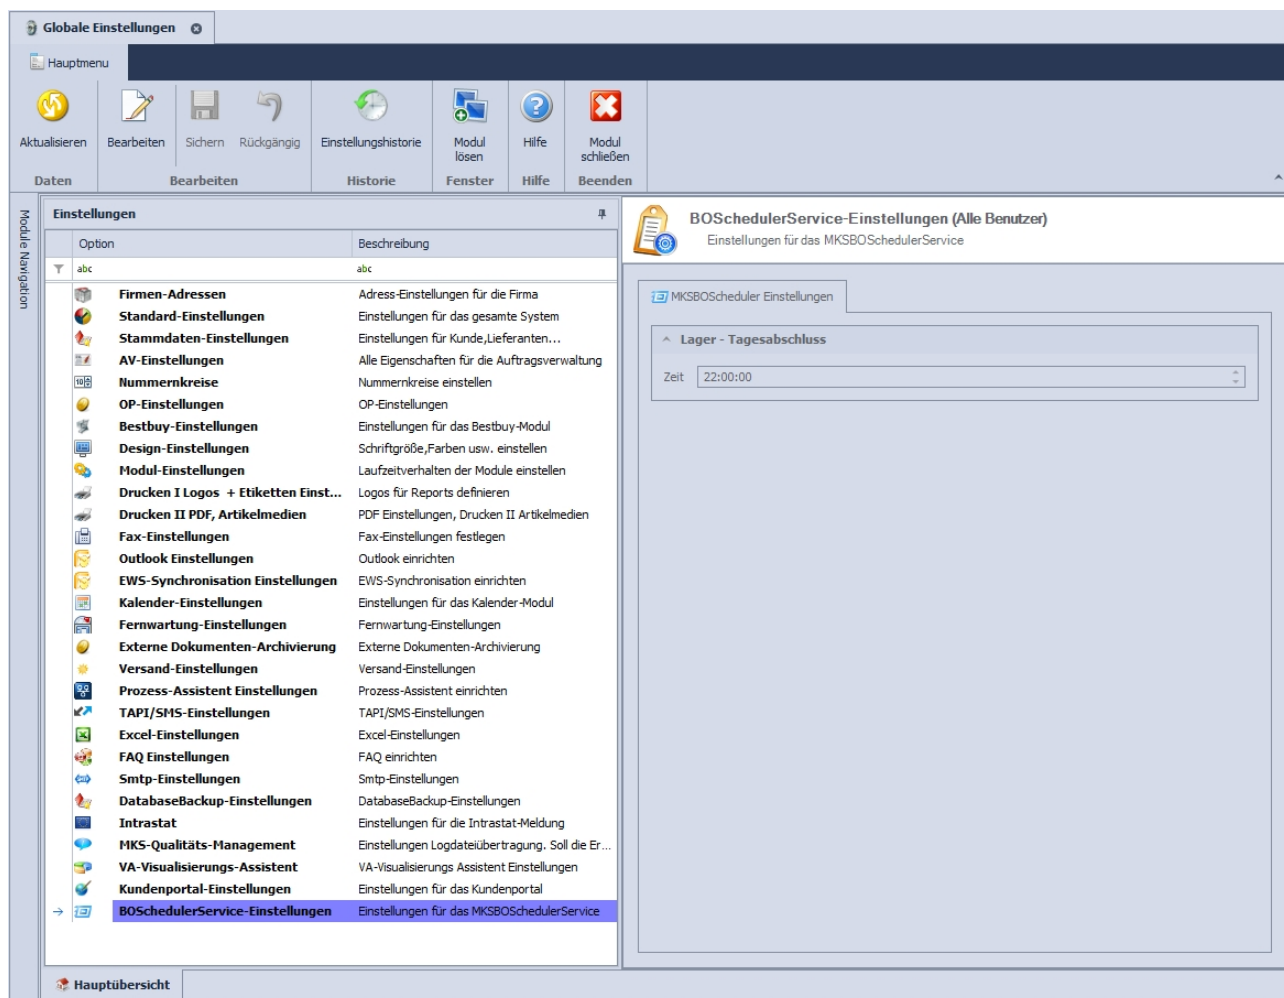 Globale Einstellungen
Hauptmenu
Aktualisieren
Bearbeiten
Sichern
Rückgängig
Einstellungshistorie
Modul
lösen
Hilfe
Modul
schließen
Daten
Bearbeiten
Historie
Fenster
Hilfe
Beenden
Module Navigation
Einstellungen
Option Beschreibung
abc abc
Firmen-Adressen Adress-Einstellungen für die Firma
Standard-Einstellungen Einstellungen für das gesamte System
Stammdaten-Einstellungen Einstellungen für Kunde,Lieferanten...
AV-Einstellungen Alle Eigenschaften für die Auftragsverwaltung
Nummernkreise Nummernkreise einstellen
OP-Einstellungen OP-Einstellungen
Bestbuy-Einstellungen Einstellungen für das Bestbuy-Modul
Design-Einstellungen Schriftgröße,Farben usw. einstellen
Modul-Einstellungen Laufzeitverhalten der Module einstellen
Drucken I Logos + Etiketten Einst... Logos für Reports definieren
Drucken II PDF, Artikelmedien PDF Einstellungen, Drucken II Artikelmedien
Fax-Einstellungen Fax-Einstellungen festlegen
Outlook Einstellungen Outlook einrichten
EWS-Synchronisation Einstellungen EWS-Synchronisation einrichten
Kalender-Einstellungen Einstellungen für das Kalender-Modul
Fernwartung-Einstellungen Fernwartung-Einstellungen
Externe Dokumenten-Archivierung Externe Dokumenten-Archivierung
Versand-Einstellungen Versand-Einstellungen
Prozess-Assistent Einstellungen Prozess-Assistent einrichten
TAPI/SMS-Einstellungen TAPI/SMS-Einstellungen
Excel-Einstellungen Excel-Einstellungen
FAQ Einstellungen FAQ einrichten
Smtp-Einstellungen Smtp-Einstellungen
DatabaseBackup-Einstellungen DatabaseBackup-Einstellungen
Intrastat Einstellungen für die Intrastat-Meldung
MKS-Qualitäts-Management Einstellungen Logdateiübertragung. Soll die Er...
VA-Visualisierungs-Assistent VA-Visualisierungs Assistent Einstellungen
Kundenportal-Einstellungen Einstellungen für das Kundenportal
BOSchedulerService-Einstellungen Einstellungen für das MKSBOSchedulerService
Hauptübersicht
BOSchedulerService-Einstellungen (Alle Benutzer)
Einstellungen für das MKSBOSchedulerService
MKSBOScheduler Einstellungen
Lager - Tagesabschluss
Zeit 22:00:00